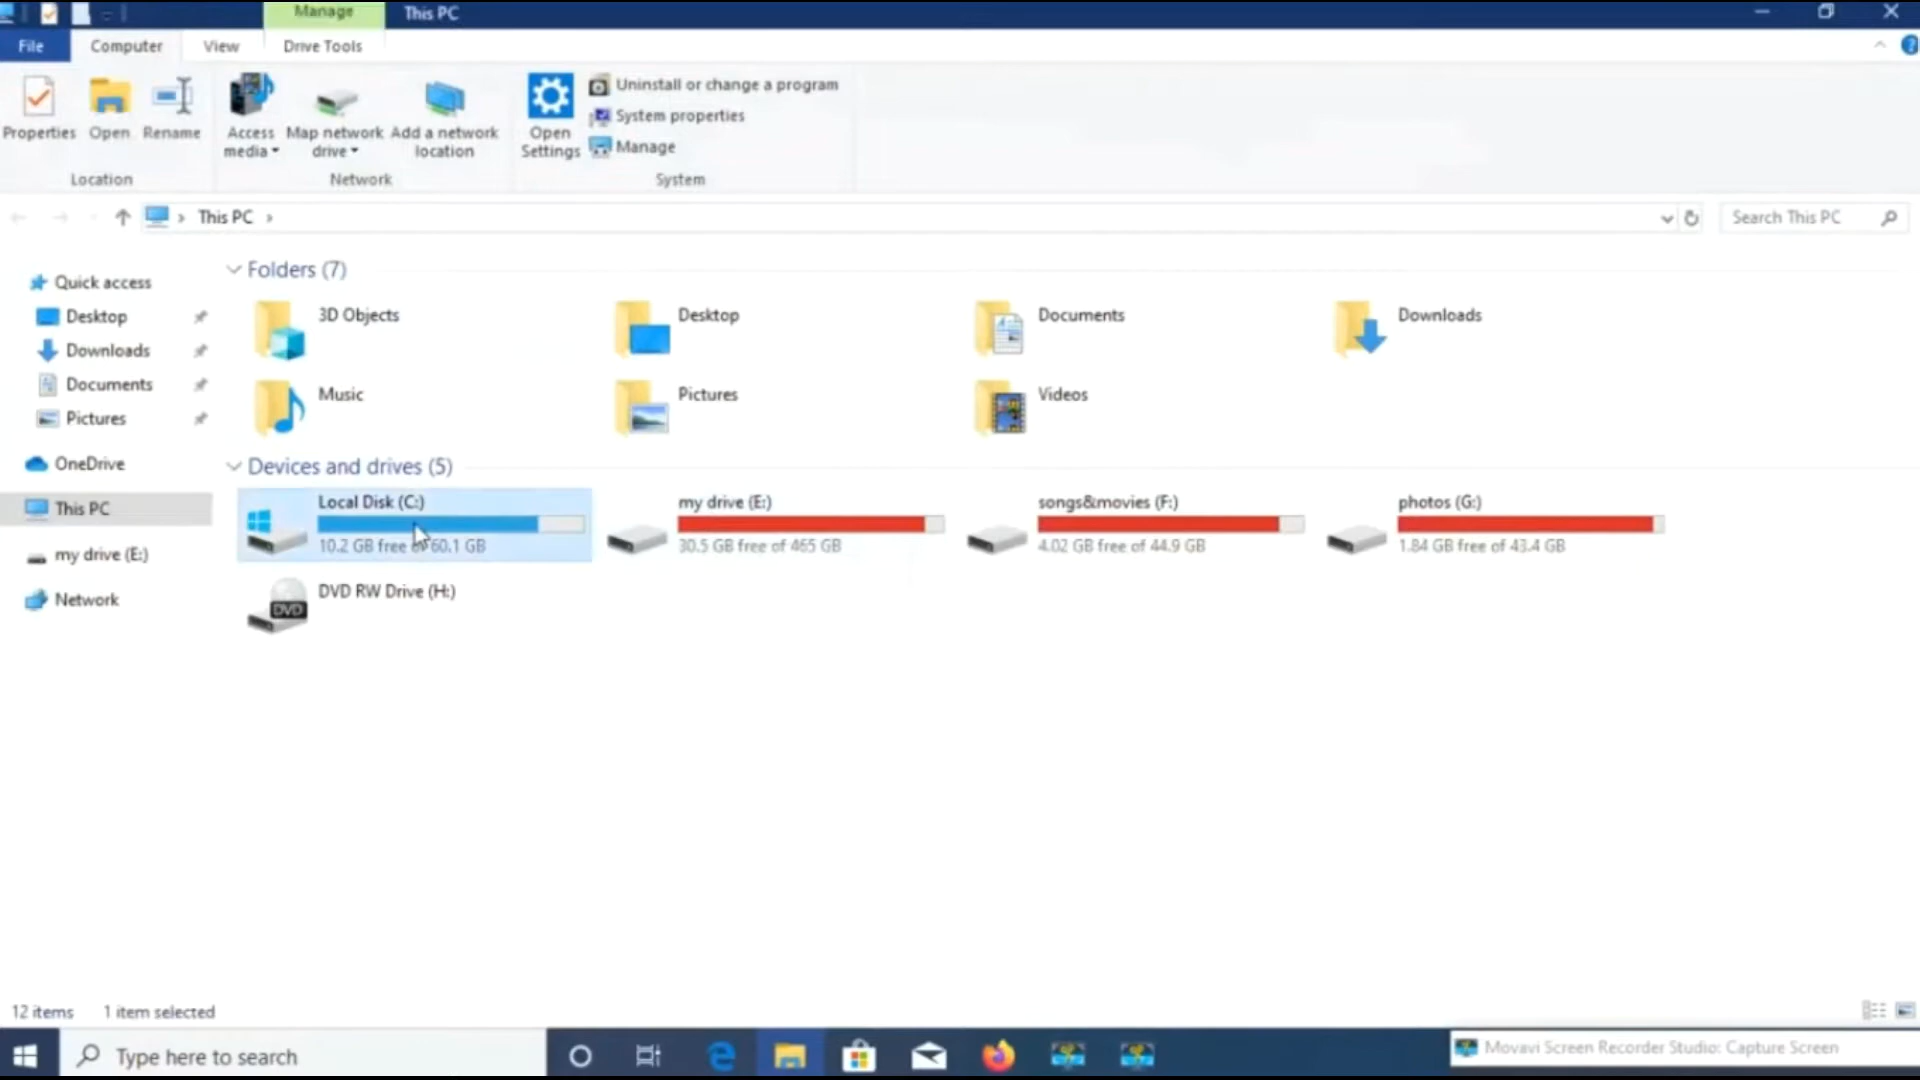 Manage
This PC
File
Computer
View
Drive Tools
Properties
Open
Rename
Access media
Map network drive
Add a network location
Open Settings
Uninstall or change a program
System properties
Manage
Location
Network
System
This PC
Search This PC
Quick access
Desktop
Downloads
Documents
Pictures
OneDrive
This PC
my drive (E:)
Network
Folders (7)
3D Objects
Desktop
Documents
Downloads
Music
Pictures
Videos
Devices and drives (5)
Local Disk (C:)
10.2 GB free of 60.1 GB
my drive (E:)
30.5 GB free of 465 GB
songs&movies (F:)
4.02 GB free of 44.9 GB
photos (G:)
1.84 GB free of 43.4 GB
DVD
DVD RW Drive (H:)
12 items
1 item selected
Type here to search
Movavi Screen Recorder Studio: Capture Screen